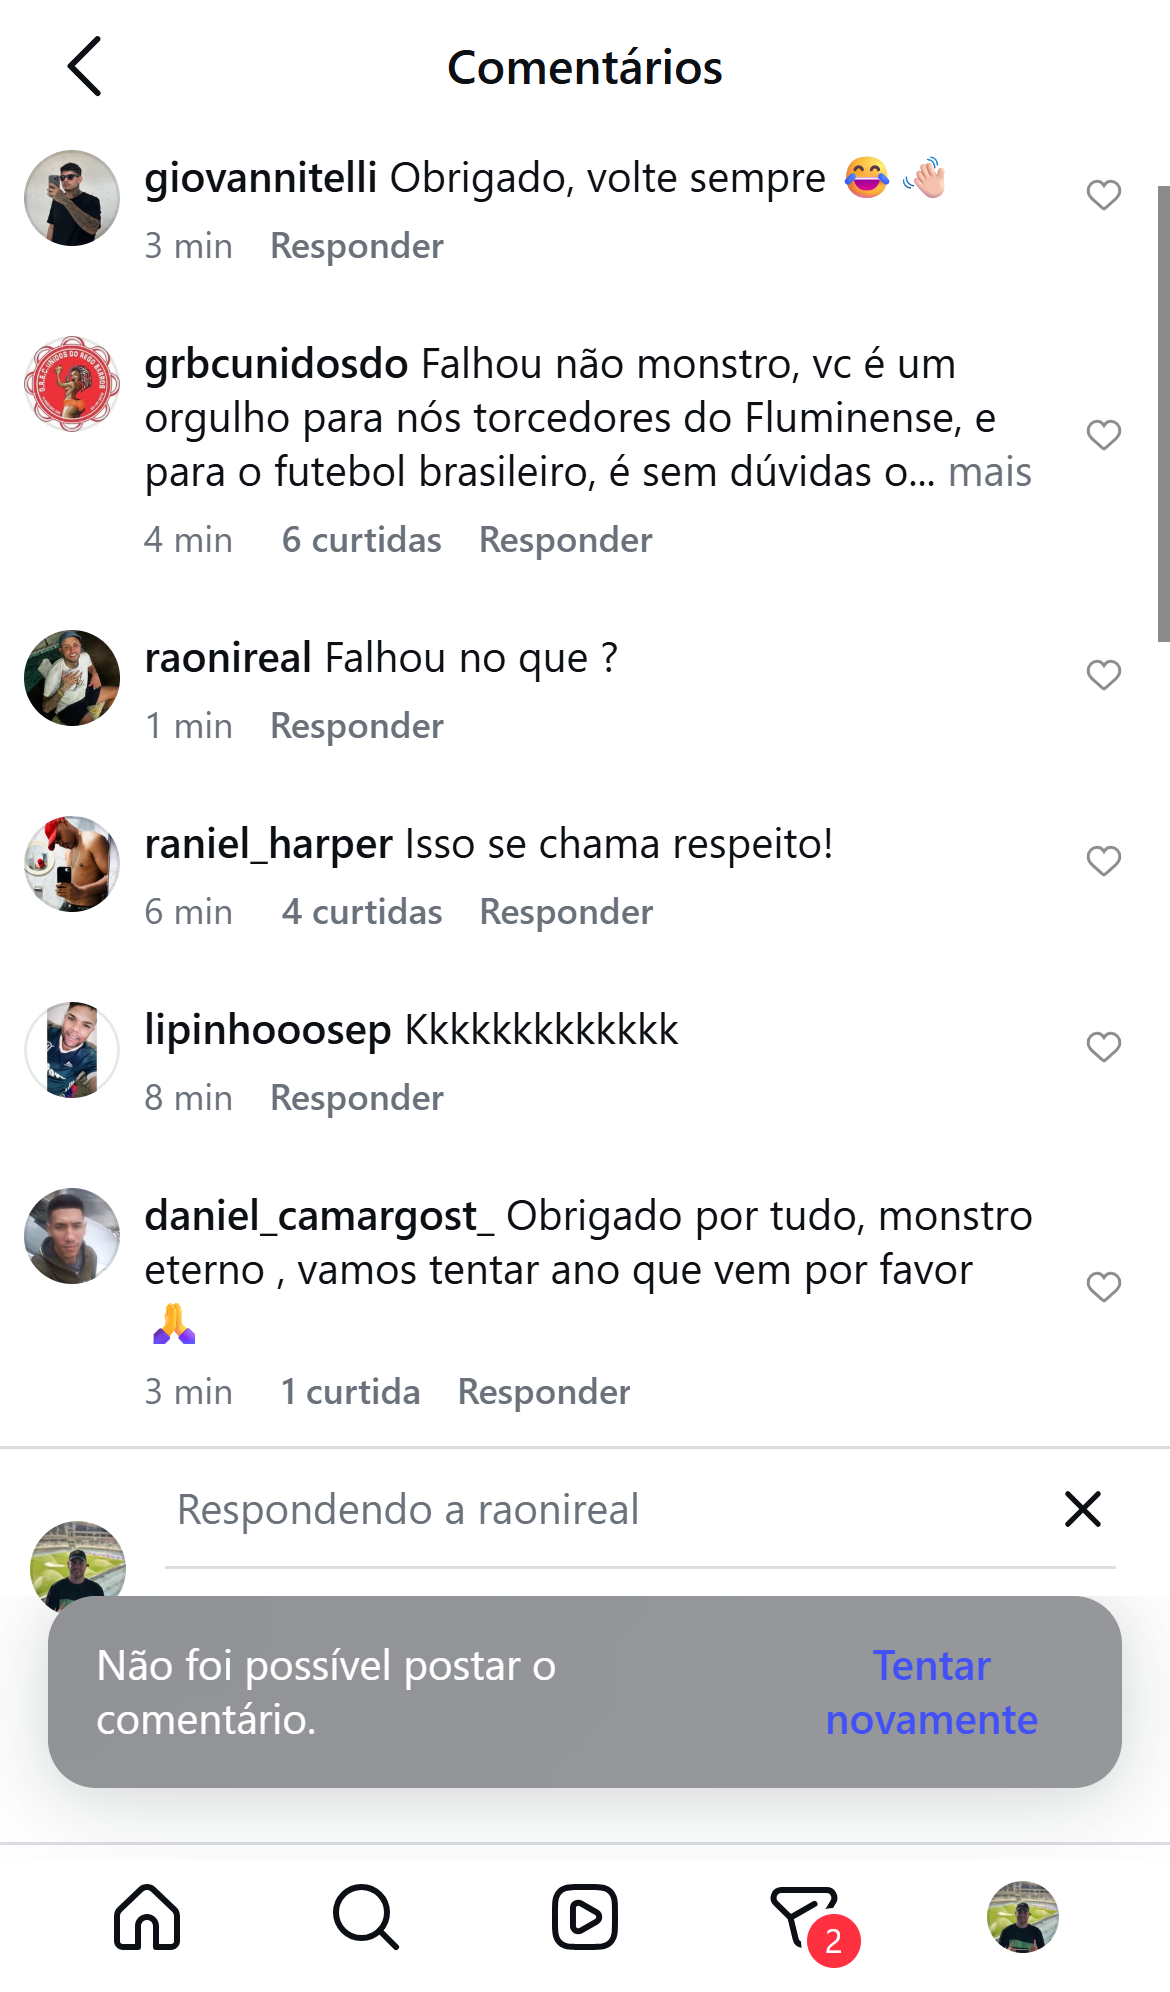 Comentários
giovannitelli Obrigado, volte sempre 😂 👋🏻
3 min Responder
grbcunidosdo Falhou não monstro, vc é um
orgulho para nós torcedores do Fluminense, e
para o futebol brasileiro, é sem dúvidas o... mais
4 min 6 curtidas Responder
raonireal Falhou no que ?
1 min Responder
raniel_harper Isso se chama respeito!
6 min 4 curtidas Responder
lipinhooosep Kkkkkkkkkkkkk
8 min Responder
daniel_camargost_ Obrigado por tudo, monstro
eterno , vamos tentar ano que vem por favor
🙏
3 min 1 curtida Responder
Respondendo a raonireal
Não foi possível postar o
comentário.
Tentar
novamente
2